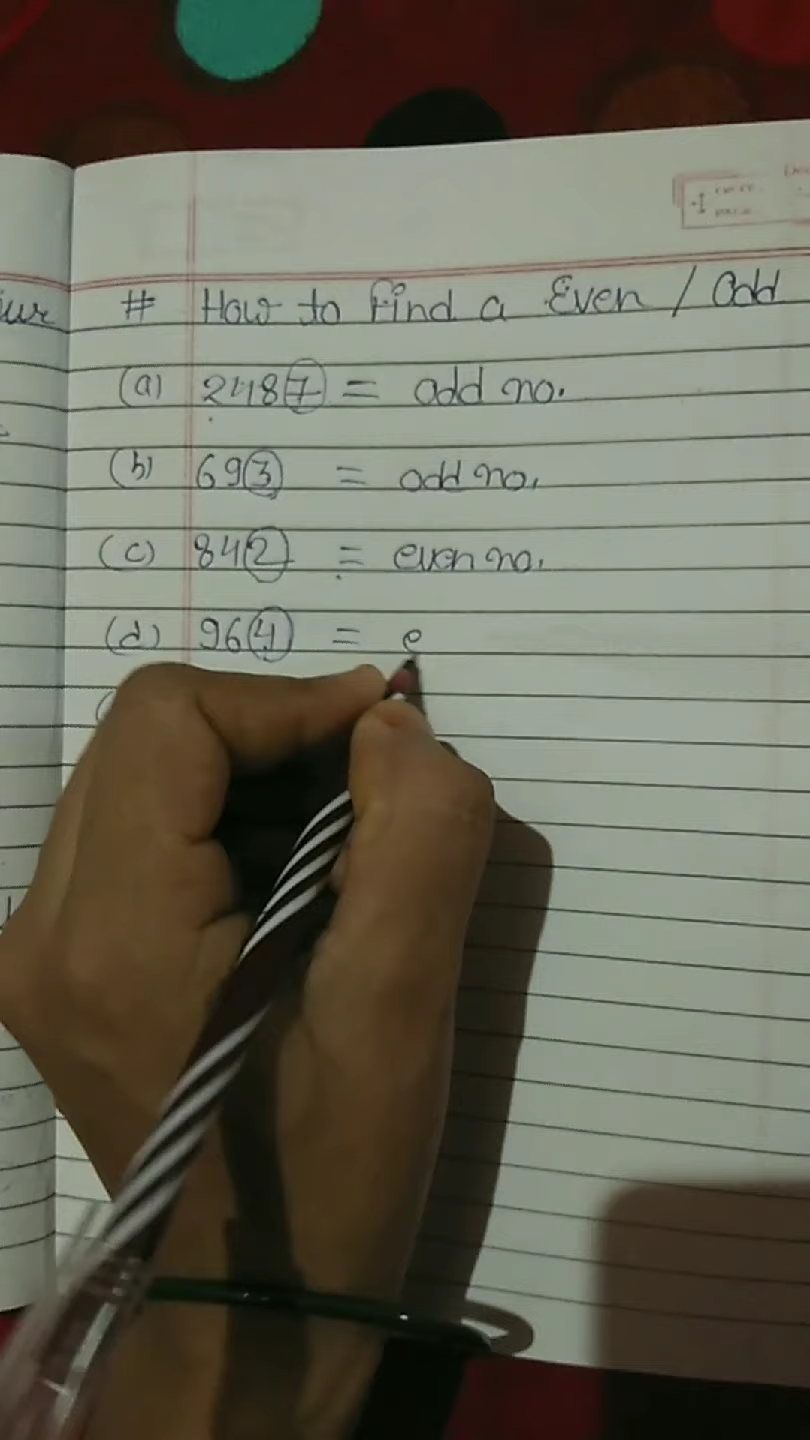 # How to find a Even / Odd
(a) 2487 = odd no.
(b) 693 = odd no.
(c) 842 = even no.
(d) 964 = e